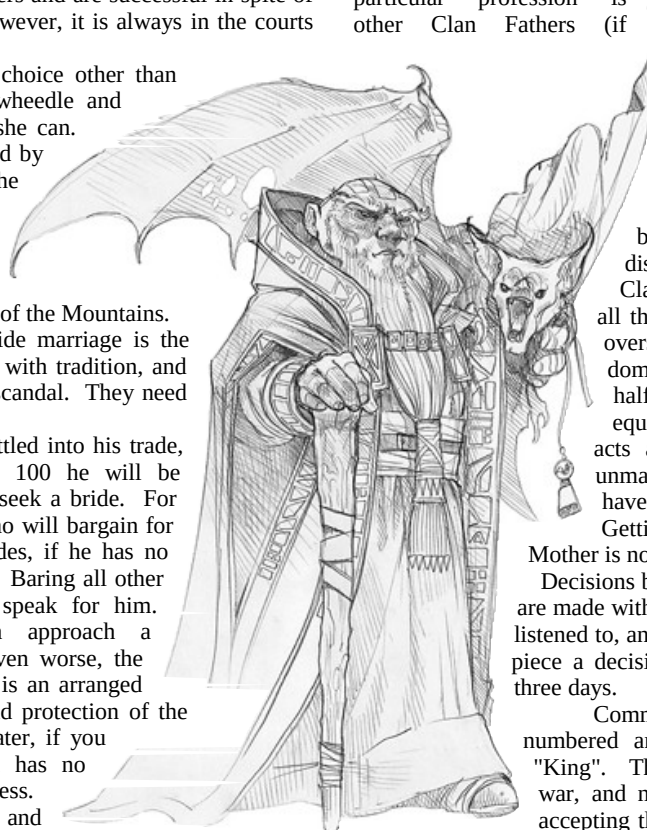 ers and are successful in spite of
owever, it is always in the courts
choice other than
wheedle and
she can.
d by
he
of the Mountains.
ide marriage is the
with tradition, and
scandal. They need
ttled into his trade,
100 he will be
seek a bride. For
ho will bargain for
des, if he has no
Baring all other
speak for him.
approach a
ven worse, the
is an arranged
d protection of the
ater, if you
has no
ess.
and
particular profession is
other Clan Fathers (if
b
dis
Cla
all th
overs
dom
half
equ
acts a
unma
have
Getti
Mother is no
Decisions b
are made with
listened to, an
piece a decisi
three days.
Comm
numbered an
"King". Th
war, and n
accepting th